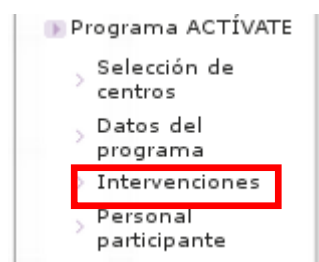 Programa ACTÍVATE
Selección de
centros
Datos del
programa
Intervenciones
Personal
participante